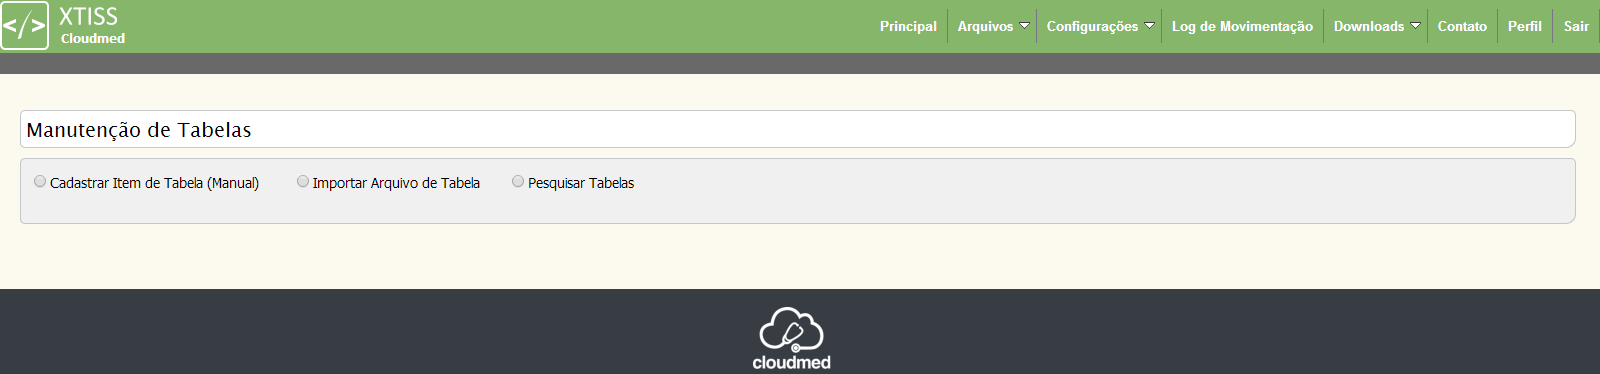 </> XTISS
Cloudmed
Principal Arquivos Configurações Log de Movimentação Downloads Contato Perfil Sair
Manutenção de Tabelas
Cadastrar Item de Tabela (Manual) Importar Arquivo de Tabela Pesquisar Tabelas
cloudmed